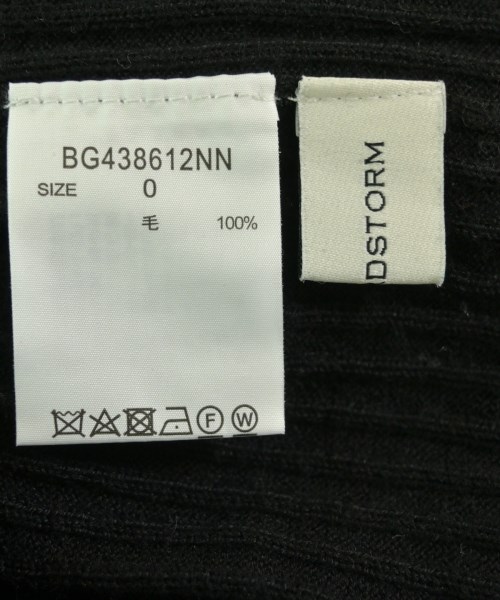 BG438612NN
SIZE 0
毛 100%
F W
DSTORM